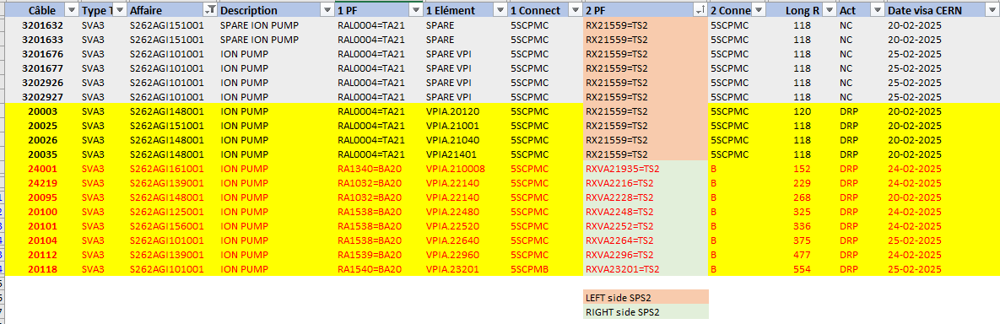 Câble Type T Affaire Description 1 PF 1 Elément 1 Connect 2 PF 2 Conne Long R Act Date visa CERN
3201632 SVA3 S262AGI151001 SPARE ION PUMP RAL0004=TA21 SPARE 5SCPMC RX21559=TS2 5SCPMC 118 NC 20-02-2025
3201633 SVA3 S262AGI151001 SPARE ION PUMP RAL0004=TA21 SPARE 5SCPMC RX21559=TS2 5SCPMC 118 NC 20-02-2025
3201676 SVA3 S262AGI101001 ION PUMP RAL0004=TA21 SPARE VPI 5SCPMC RX21559=TS2 5SCPMC 118 NC 25-02-2025
3201677 SVA3 S262AGI101001 ION PUMP RAL0004=TA21 SPARE VPI 5SCPMC RX21559=TS2 5SCPMC 118 NC 25-02-2025
3202926 SVA3 S262AGI101001 ION PUMP RAL0004=TA21 SPARE VPI 5SCPMC RX21559=TS2 5SCPMC 118 NC 25-02-2025
3202927 SVA3 S262AGI101001 ION PUMP RAL0004=TA21 SPARE VPI 5SCPMC RX21559=TS2 5SCPMC 118 NC 25-02-2025
20003 SVA3 S262AGI148001 ION PUMP RAL0004=TA21 VPIA.20120 5SCPMC RX21559=TS2 5SCPMC 120 DRP 20-02-2025
20025 SVA3 S262AGI151001 ION PUMP RAL0004=TA21 VPIA.21001 5SCPMC RX21559=TS2 5SCPMC 118 DRP 20-02-2025
20026 SVA3 S262AGI148001 ION PUMP RAL0004=TA21 VPIA.21040 5SCPMC RX21559=TS2 5SCPMC 118 DRP 20-02-2025
20035 SVA3 S262AGI148001 ION PUMP RAL0004=TA21 VPIA21401 5SCPMC RX21559=TS2 5SCPMC 118 DRP 20-02-2025
24001 SVA3 S262AGI161001 ION PUMP RA1340=BA20 VPIA.210008 5SCPMC RXVA21935=TS2 B 152 DRP 24-02-2025
24219 SVA3 S262AGI139001 ION PUMP RA1032=BA20 VPIA.22140 5SCPMC RXVA2216=TS2 B 229 DRP 24-02-2025
20095 SVA3 S262AGI148001 ION PUMP RA1032=BA20 VPIA.22140 5SCPMC RXVA2228=TS2 B 268 DRP 20-02-2025
20100 SVA3 S262AGI125001 ION PUMP RA1538=BA20 VPIA.22480 5SCPMC RXVA2248=TS2 B 325 DRP 24-02-2025
20101 SVA3 S262AGI156001 ION PUMP RA1538=BA20 VPIA.22520 5SCPMC RXVA2252=TS2 B 336 DRP 24-02-2025
20104 SVA3 S262AGI101001 ION PUMP RA1538=BA20 VPIA.22640 5SCPMC RXVA2264=TS2 B 375 DRP 25-02-2025
20112 SVA3 S262AGI139001 ION PUMP RA1539=BA20 VPIA.22960 5SCPMC RXVA2296=TS2 B 477 DRP 24-02-2025
20118 SVA3 S262AGI101001 ION PUMP RA1540=BA20 VPIA.23201 5SCPMB RXVA23201=TS2 B 554 DRP 25-02-2025
LEFT side SPS2
RIGHT side SPS2